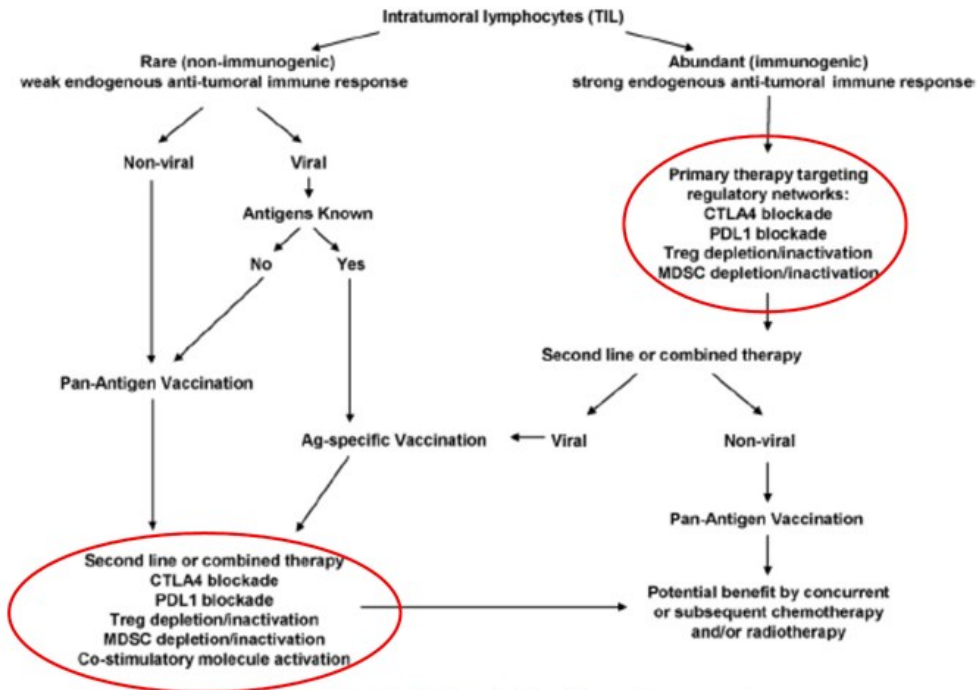 Intratumoral lymphocytes (TIL)
Rare (non-immunogenic)
weak endogenous anti-tumoral immune response
Abundant (immunogenic)
strong endogenous anti-tumoral immune response
Non-viral
Viral
Primary therapy targeting
regulatory networks:
CTLA4 blockade
PDL1 blockade
Treg depletion/inactivation
MDSC depletion/inactivation
Antigens Known
No
Yes
Second line or combined therapy
Pan-Antigen Vaccination
Ag-specific Vaccination
Viral
Non-viral
Pan-Antigen Vaccination
Second line or combined therapy
CTLA4 blockade
PDL1 blockade
Treg depletion/inactivation
MDSC depletion/inactivation
Co-stimulatory molecule activation
Potential benefit by concurrent
or subsequent chemotherapy
and/or radiotherapy